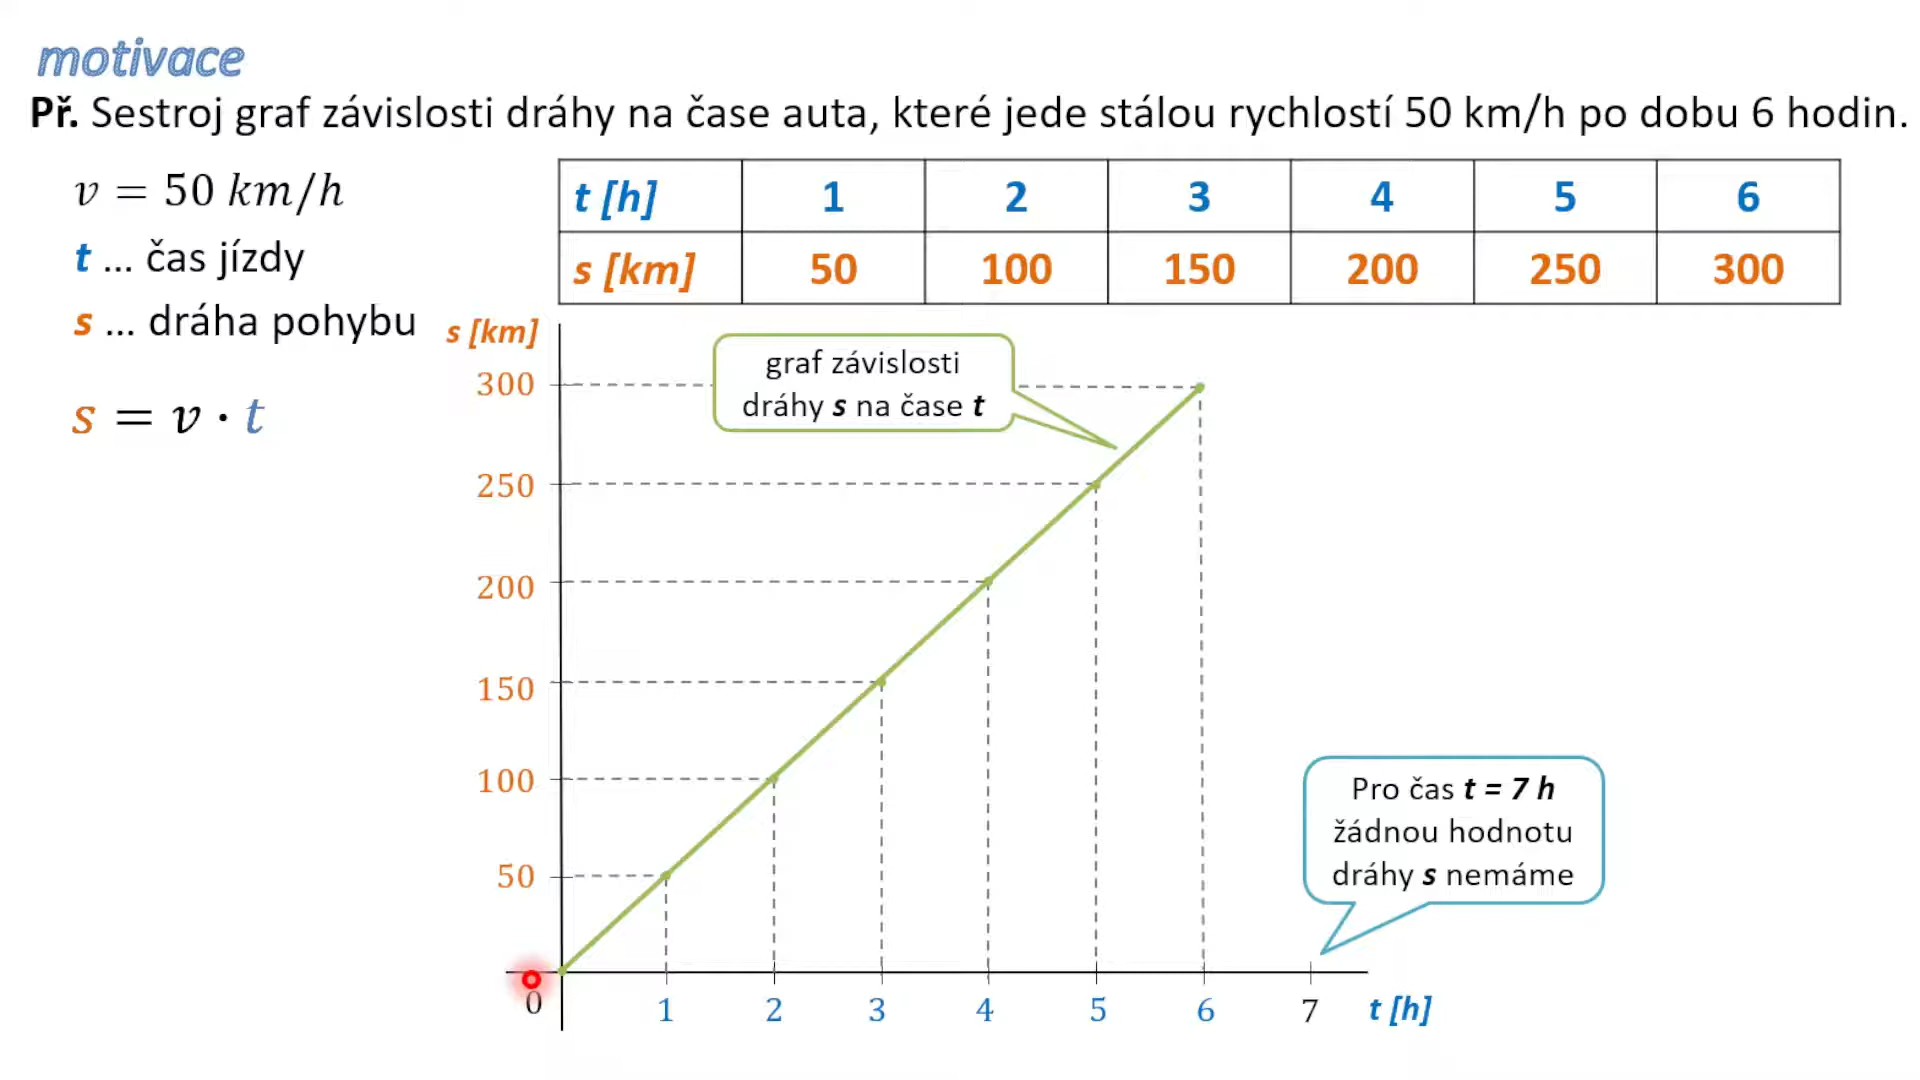 motivace
Př. Sestroj graf závislosti dráhy na čase auta, které jede stálou rychlostí 50 km/h po dobu 6 hodin.
v = 50 km/h
t ... čas jízdy
s ... dráha pohybu
s = v · t
t [h] 1 2 3 4 5 6
s [km] 50 100 150 200 250 300
s [km]
graf závislosti
dráhy s na čase t
300
250
200
150
100
50
Pro čas t = 7 h
žádnou hodnotu
dráhy s nemáme
0 1 2 3 4 5 6 7 t [h]